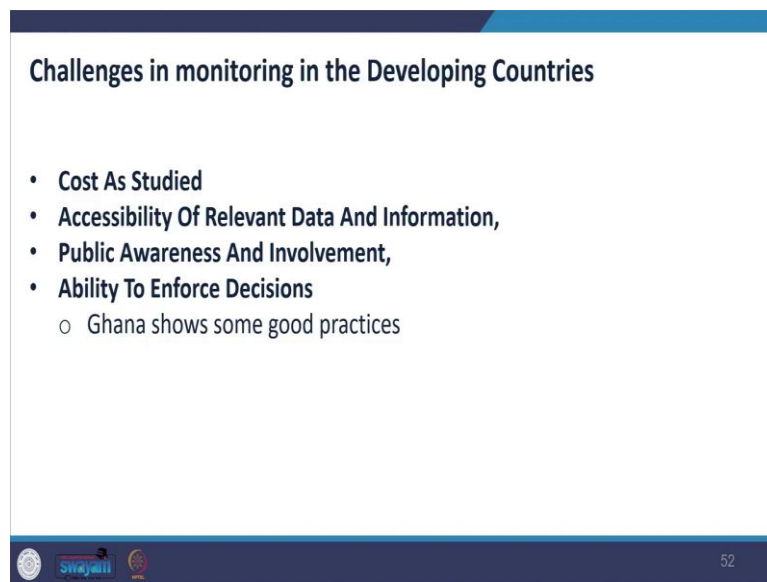 Challenges in monitoring in the Developing Countries
• Cost As Studied
• Accessibility Of Relevant Data And Information,
• Public Awareness And Involvement,
• Ability To Enforce Decisions
o Ghana shows some good practices
swayam
52